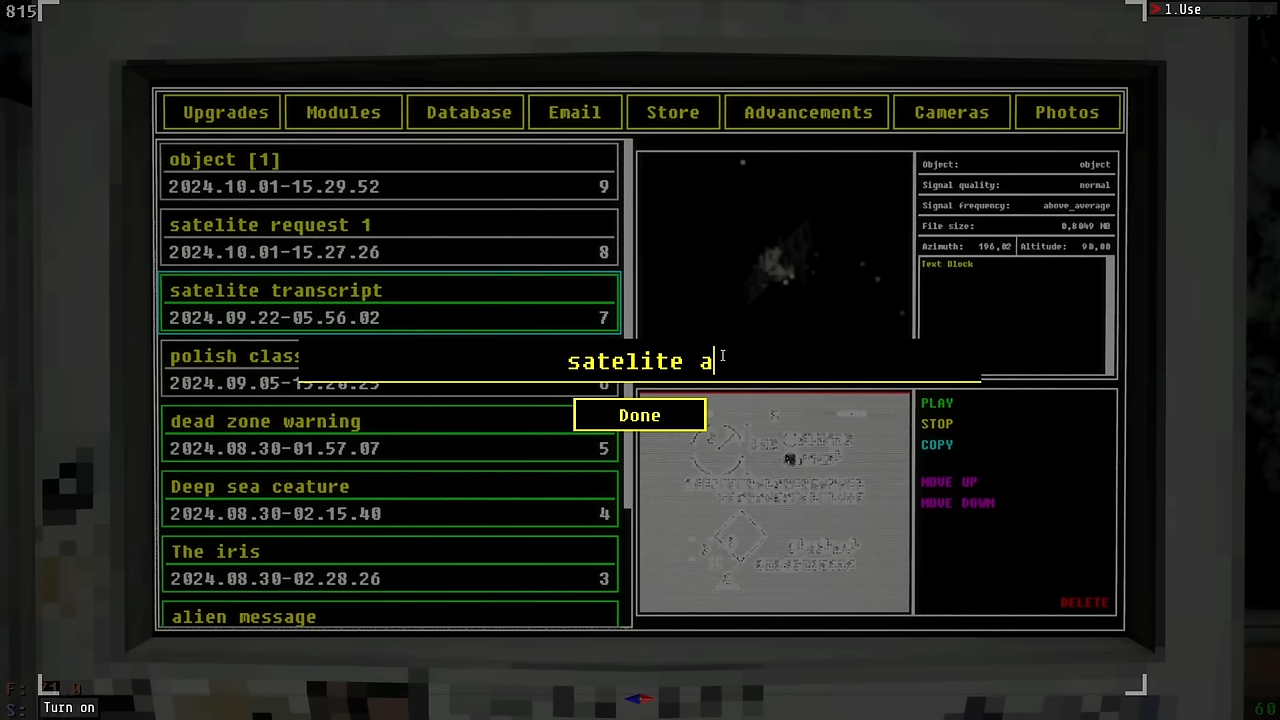 815
1.Use
Upgrades
Modules
Database
Email
Store
Advancements
Cameras
Photos
object [1]
2024.10.01-15.29.52
9
satelite request 1
2024.10.01-15.27.26
8
satelite transcript
2024.09.22-05.56.02
7
polish clas
dead zone warning
2024.08.30-01.57.07
5
Deep sea ceature
2024.08.30-02.15.40
4
The iris
2024.08.30-02.28.26
3
alien message
Object: object
Signal quality: normal
Signal frequency: above_average
File size: 0,8049 MB
Azimuth: 196,02
Altitude: 90,00
Text Block
satelite a
Done
PLAY
STOP
COPY
MOVE UP
MOVE DOWN
DELETE
F:
S:
Turn on
60